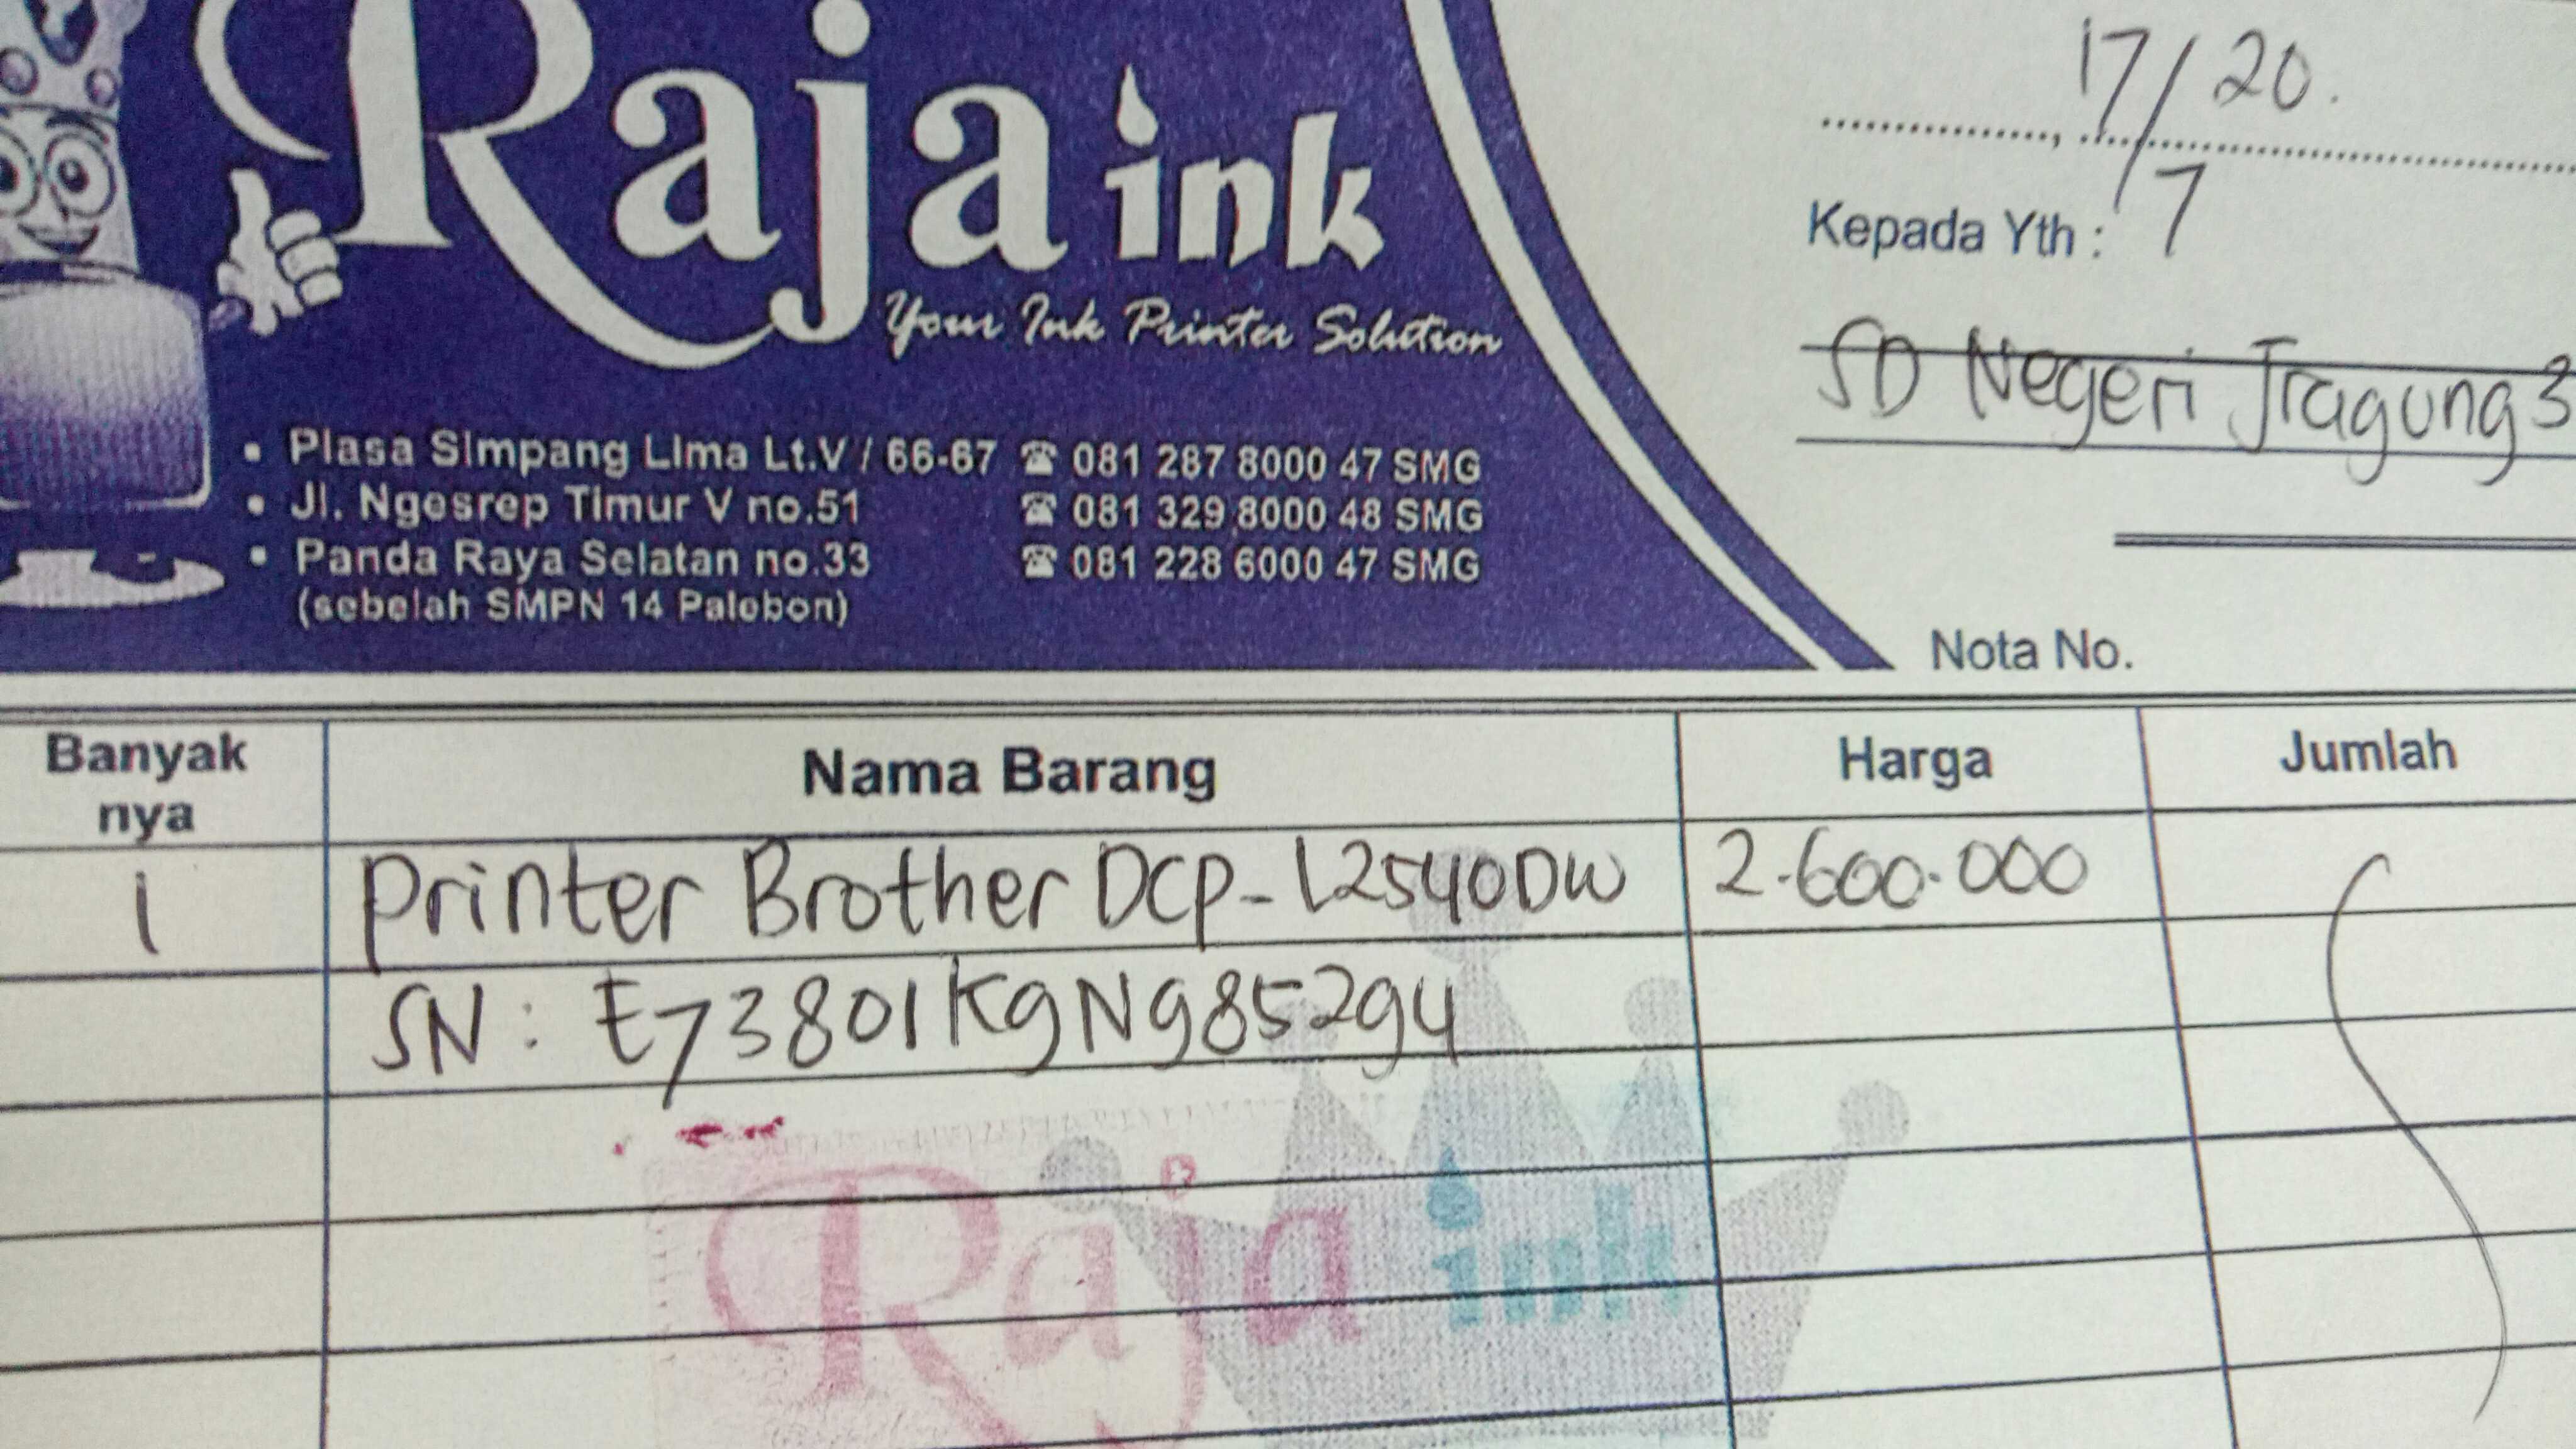 Raja ink
Your Ink Printer Solution
• Plasa Simpang Lima Lt.V / 66-67 ☎ 081 287 8000 47 SMG
• Jl. Ngesrep Timur V no.51 ☎ 081 329 8000 48 SMG
• Panda Raya Selatan no.33 ☎ 081 228 6000 47 SMG
(sebelah SMPN 14 Palebon)
17/7 20.
Kepada Yth :
SD Negeri Jragung 3
Nota No.
Banyak nya Nama Barang Harga Jumlah
1 Printer Brother DCP-L2540DW 2.600.000
SN : E73801K9N985294
Raja ink